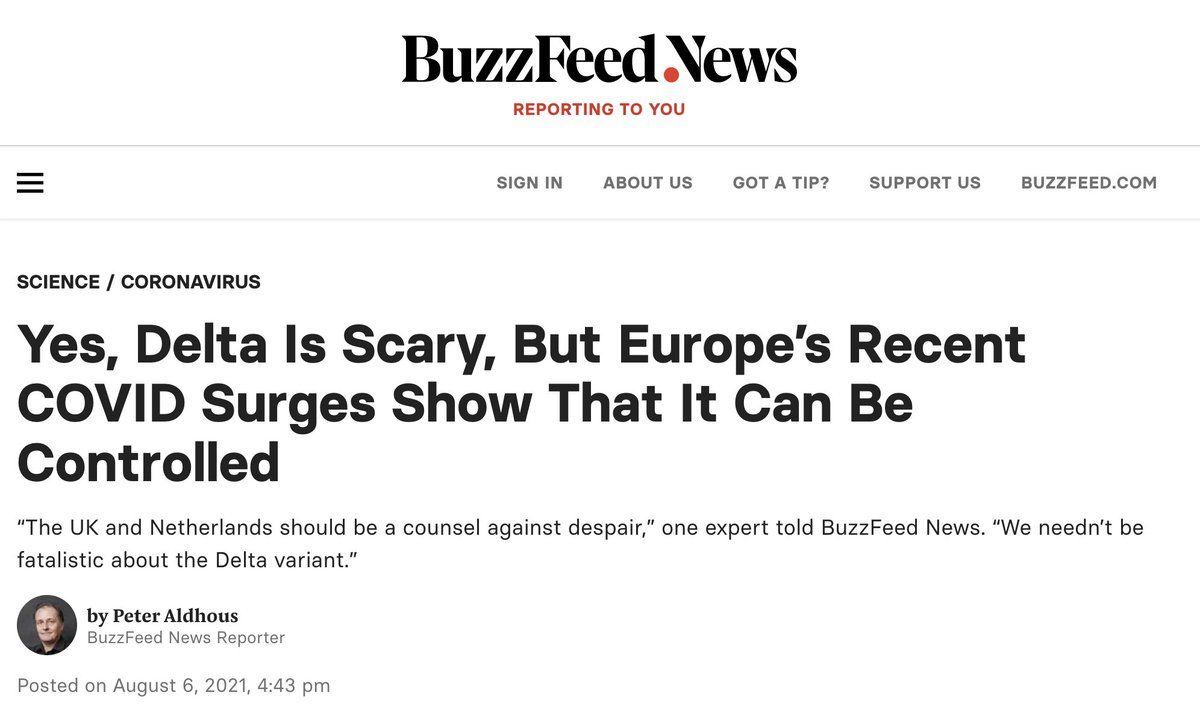 BuzzFeed News
REPORTING TO YOU
SIGN IN ABOUT US GOT A TIP? SUPPORT US BUZZFEED.COM
SCIENCE / CORONAVIRUS
Yes, Delta Is Scary, But Europe’s Recent
COVID Surges Show That It Can Be
Controlled
“The UK and Netherlands should be a counsel against despair,” one expert told BuzzFeed News. “We needn’t be
fatalistic about the Delta variant.”
by Peter Aldhous
BuzzFeed News Reporter
Posted on August 6, 2021, 4:43 pm